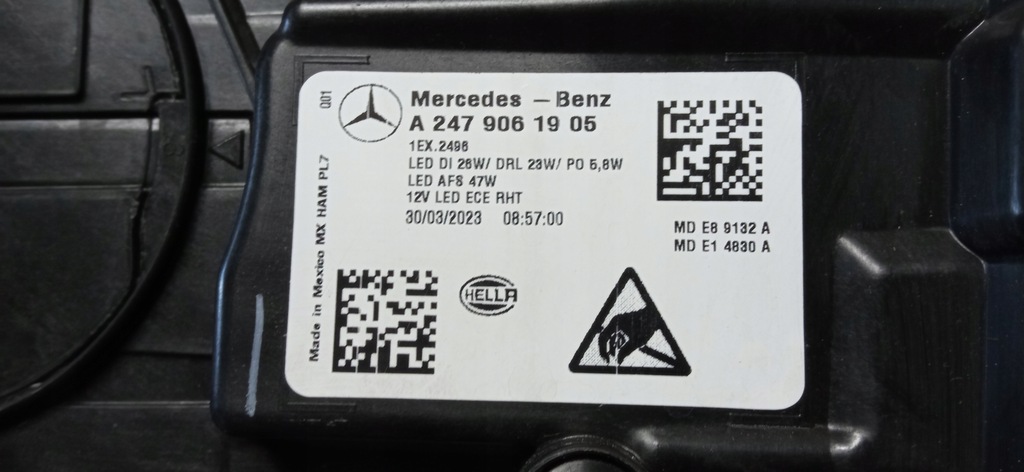 001
Mercedes - Benz
A 247 906 19 05
1EX.2496
LED DI 26W/ DRL 23W/ PO 5,8W
LED AFS 47W
12V LED ECE RHT
30/03/2023 08:57:00
MD E8 9132 A
MD E1 4830 A
Made in Mexico MX HAM PL7
HELLA